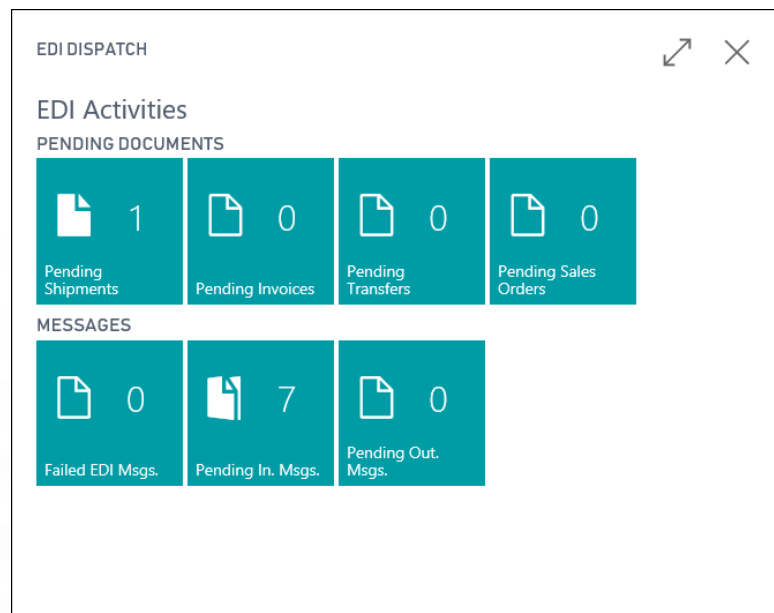 EDI DISPATCH
EDI Activities
PENDING DOCUMENTS
1
Pending
Shipments
0
Pending Invoices
0
Pending
Transfers
0
Pending Sales
Orders
MESSAGES
0
Failed EDI Msgs.
7
Pending In. Msgs.
0
Pending Out.
Msgs.